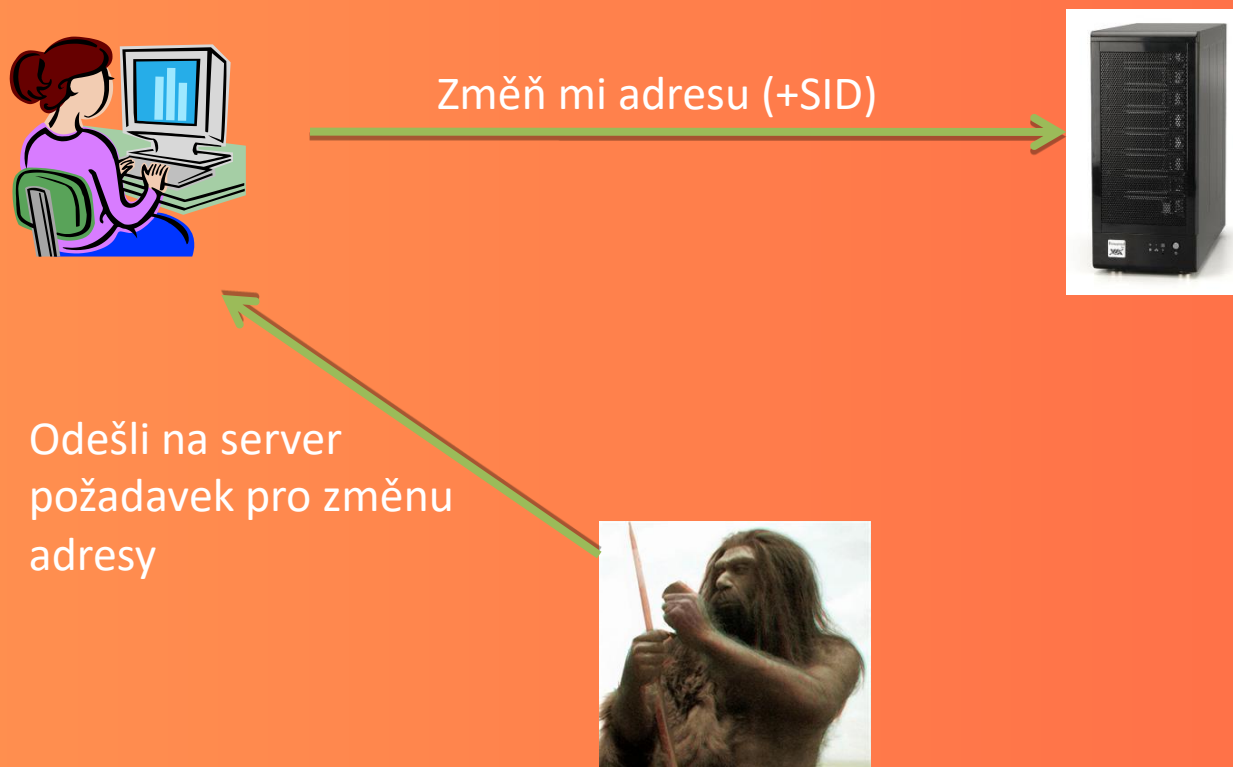 Změň mi adresu (+SID)
Odešli na server
požadavek pro změnu
adresy